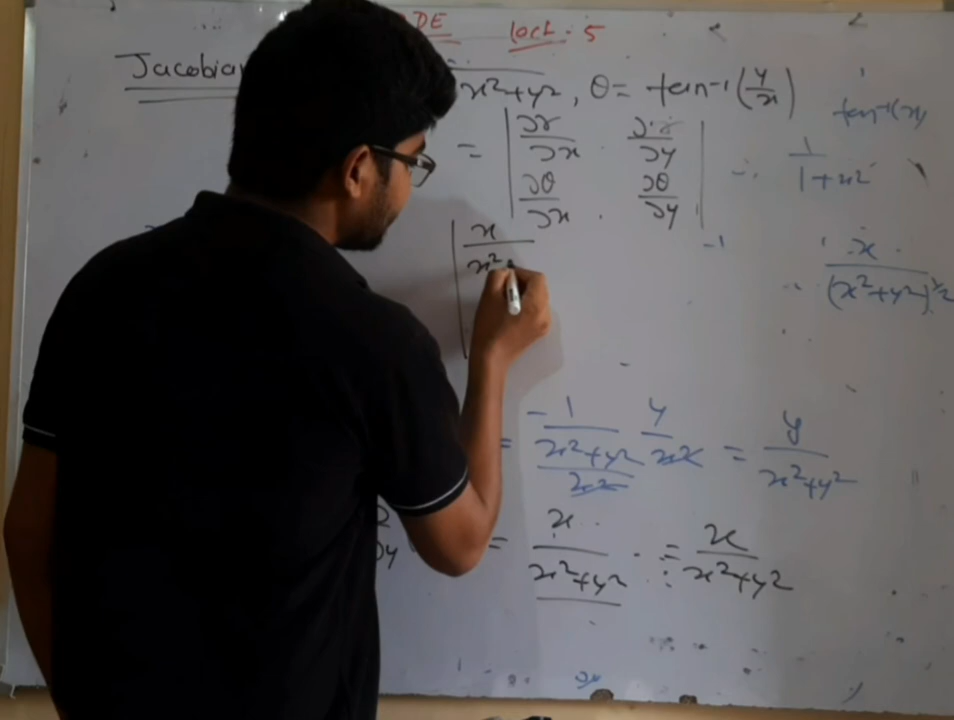 DE Lect. 5
Jacobian x²+y², θ = tan⁻¹(y/x)
tan⁻¹(x)
= | ∂r/∂x ∂r/∂y |
| ∂θ/∂x ∂θ/∂y |
1/(1+x²)
| x/x²
x/(x²+y²)^1/2
= -1/((x²+y²)/x²) y/x² = y/(x²+y²)
= x/(x²+y²) = x/(x²+y²)